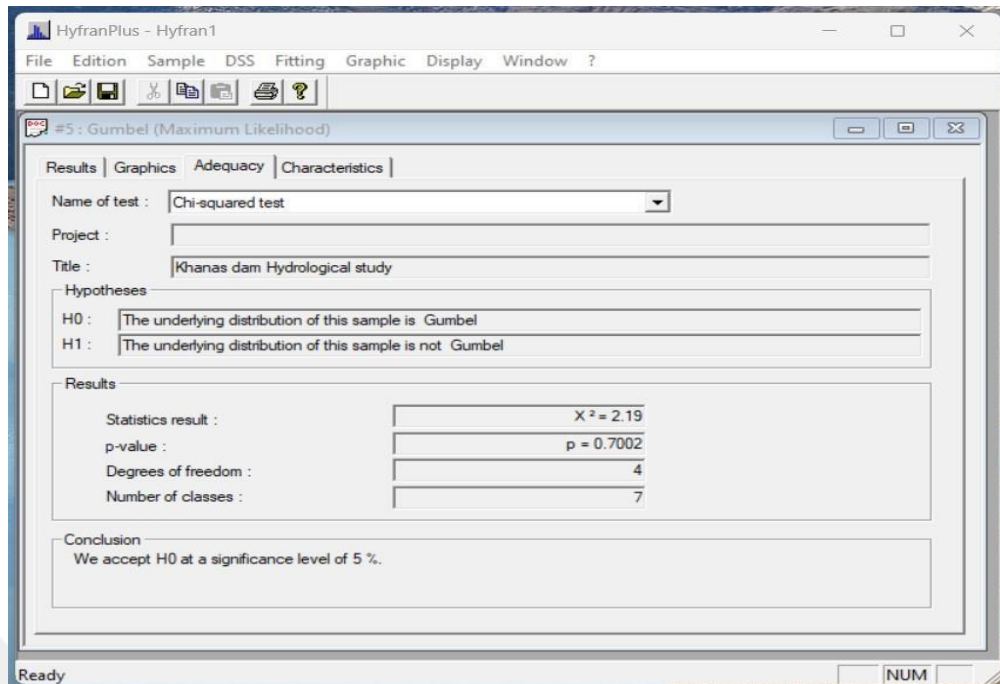 HyfranPlus - Hyfran1
File Edition Sample DSS Fitting Graphic Display Window ?
#5 : Gumbel (Maximum Likelihood)
Results Graphics Adequacy Characteristics
Name of test : Chi-squared test
Project :
Title : Khanas dam Hydrological study
Hypotheses
H0 : The underlying distribution of this sample is Gumbel
H1 : The underlying distribution of this sample is not Gumbel
Results
Statistics result : X² = 2.19
p-value : p = 0.7002
Degrees of freedom : 4
Number of classes : 7
Conclusion
We accept H0 at a significance level of 5 %.
Ready NUM